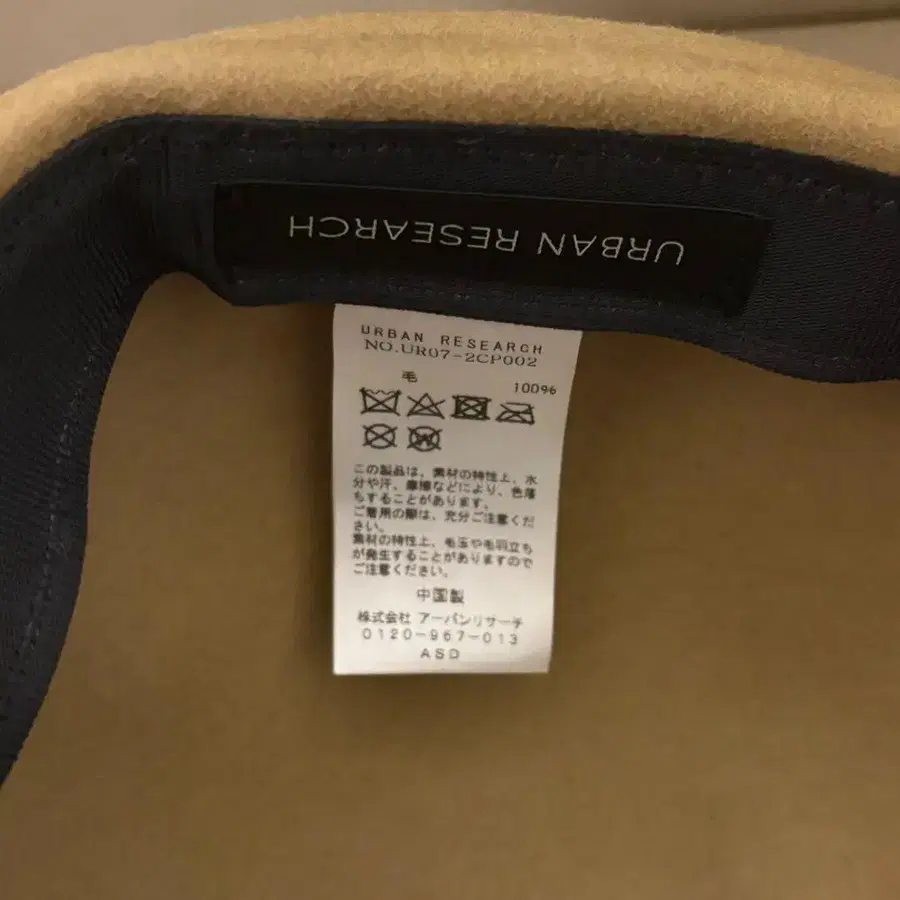 URBAN RESEARCH
URBAN RESEARCH
NO.UR07-2CP002
毛 100%
この製品は、素材の特性上、水
分や汗、摩擦などにより、色落
ちすることがあります。
ご着用の際は、充分ご注意くだ
さい。
素材の特性上、毛玉や毛羽立ち
が発生することがありますので
ご注意ください。
中国製
株式会社 アーバンリサーチ
0120-967-013
ASD